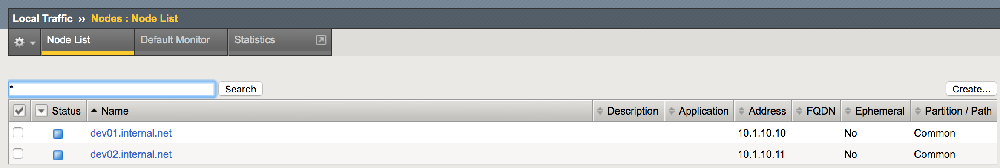 Local Traffic ›› Nodes : Node List
Node List Default Monitor Statistics
* Search Create...
Status Name Description Application Address FQDN Ephemeral Partition / Path
dev01.internal.net 10.1.10.10 No Common
dev02.internal.net 10.1.10.11 No Common